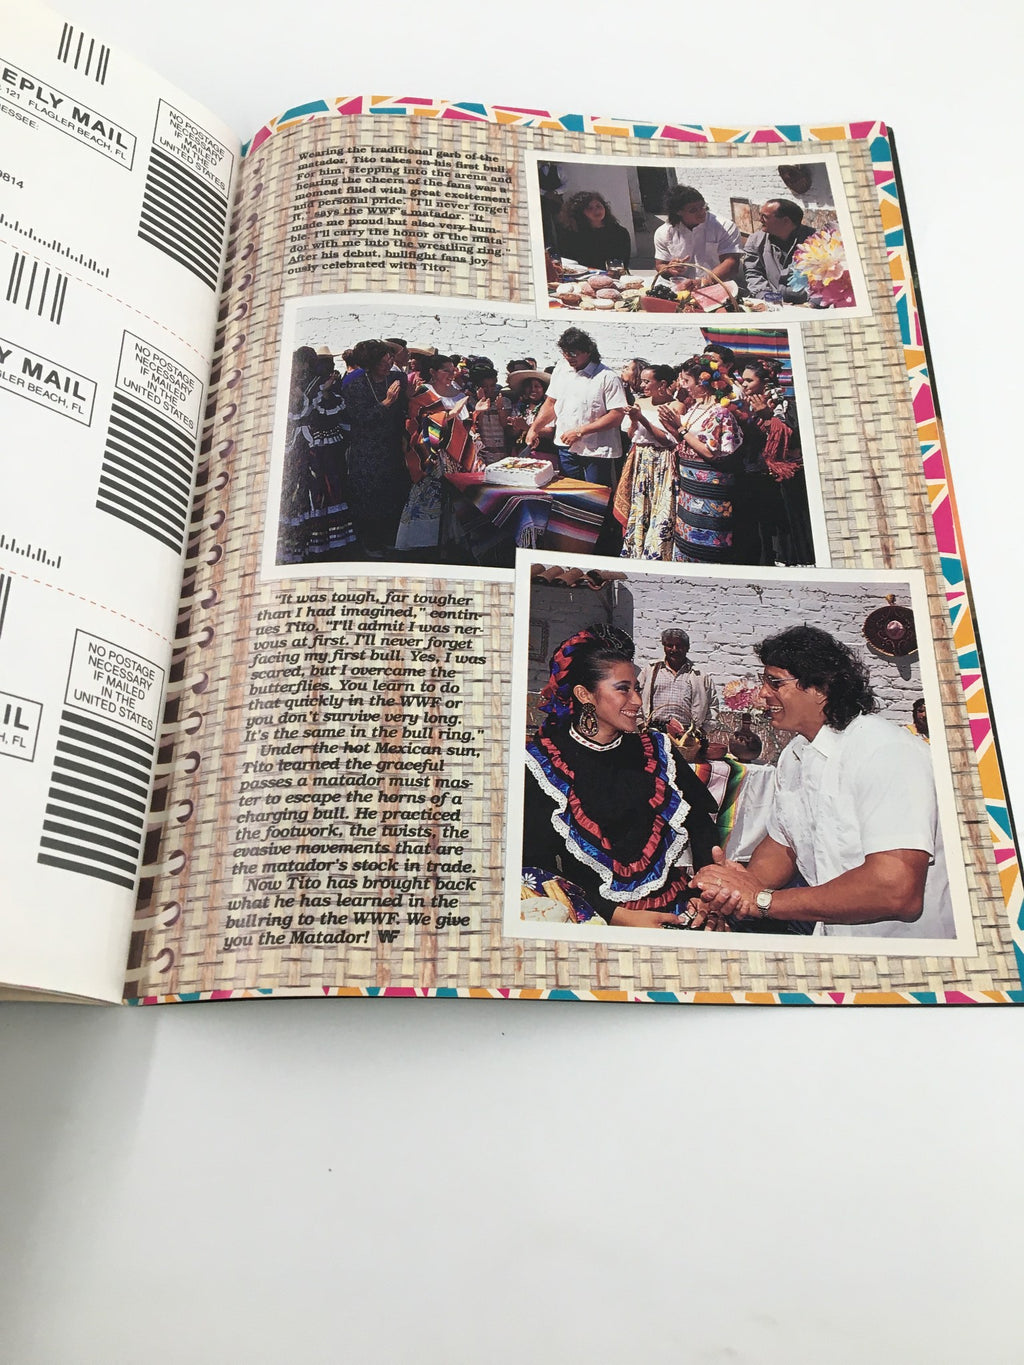 EPLY MAIL
121 FLAGLER BEACH, FL
ESSEE:
9814
NO POSTAGE
NECESSARY
IF MAILED
IN THE
UNITED STATES
Y MAIL
GLER BEACH, FL
NO POSTAGE
NECESSARY
IF MAILED
IN THE
UNITED STATES
IL
H, FL
NO POSTAGE
NECESSARY
IF MAILED
IN THE
UNITED STATES
Wearing the traditional garb of the
matador, Tito takes on his first bull.
For him, stepping into the arena and
hearing the cheers of the fans was a
moment filled with great excitement
and personal pride. "I'll never forget
it," says the WWF's matador. "It
made me proud but also very hum-
ble. I'll carry the honor of the mata-
dor with me into the wrestling ring."
After his debut, bullfight fans joy-
ously celebrated with Tito.
"It was tough, far tougher
than I had imagined," contin-
ues Tito. "I'll admit I was ner-
vous at first. I'll never forget
facing my first bull. Yes, I was
scared, but I overcame the
butterflies. You learn to do
that quickly in the WWF or
you don't survive very long.
It's the same in the bull ring."
Under the hot Mexican sun,
Tito learned the graceful
passes a matador must mas-
ter to escape the horns of a
charging bull. He practiced
the footwork, the twists, the
evasive movements that are
the matador's stock in trade.
Now Tito has brought back
what he has learned in the
bullring to the WWF. We give
you the Matador! WF